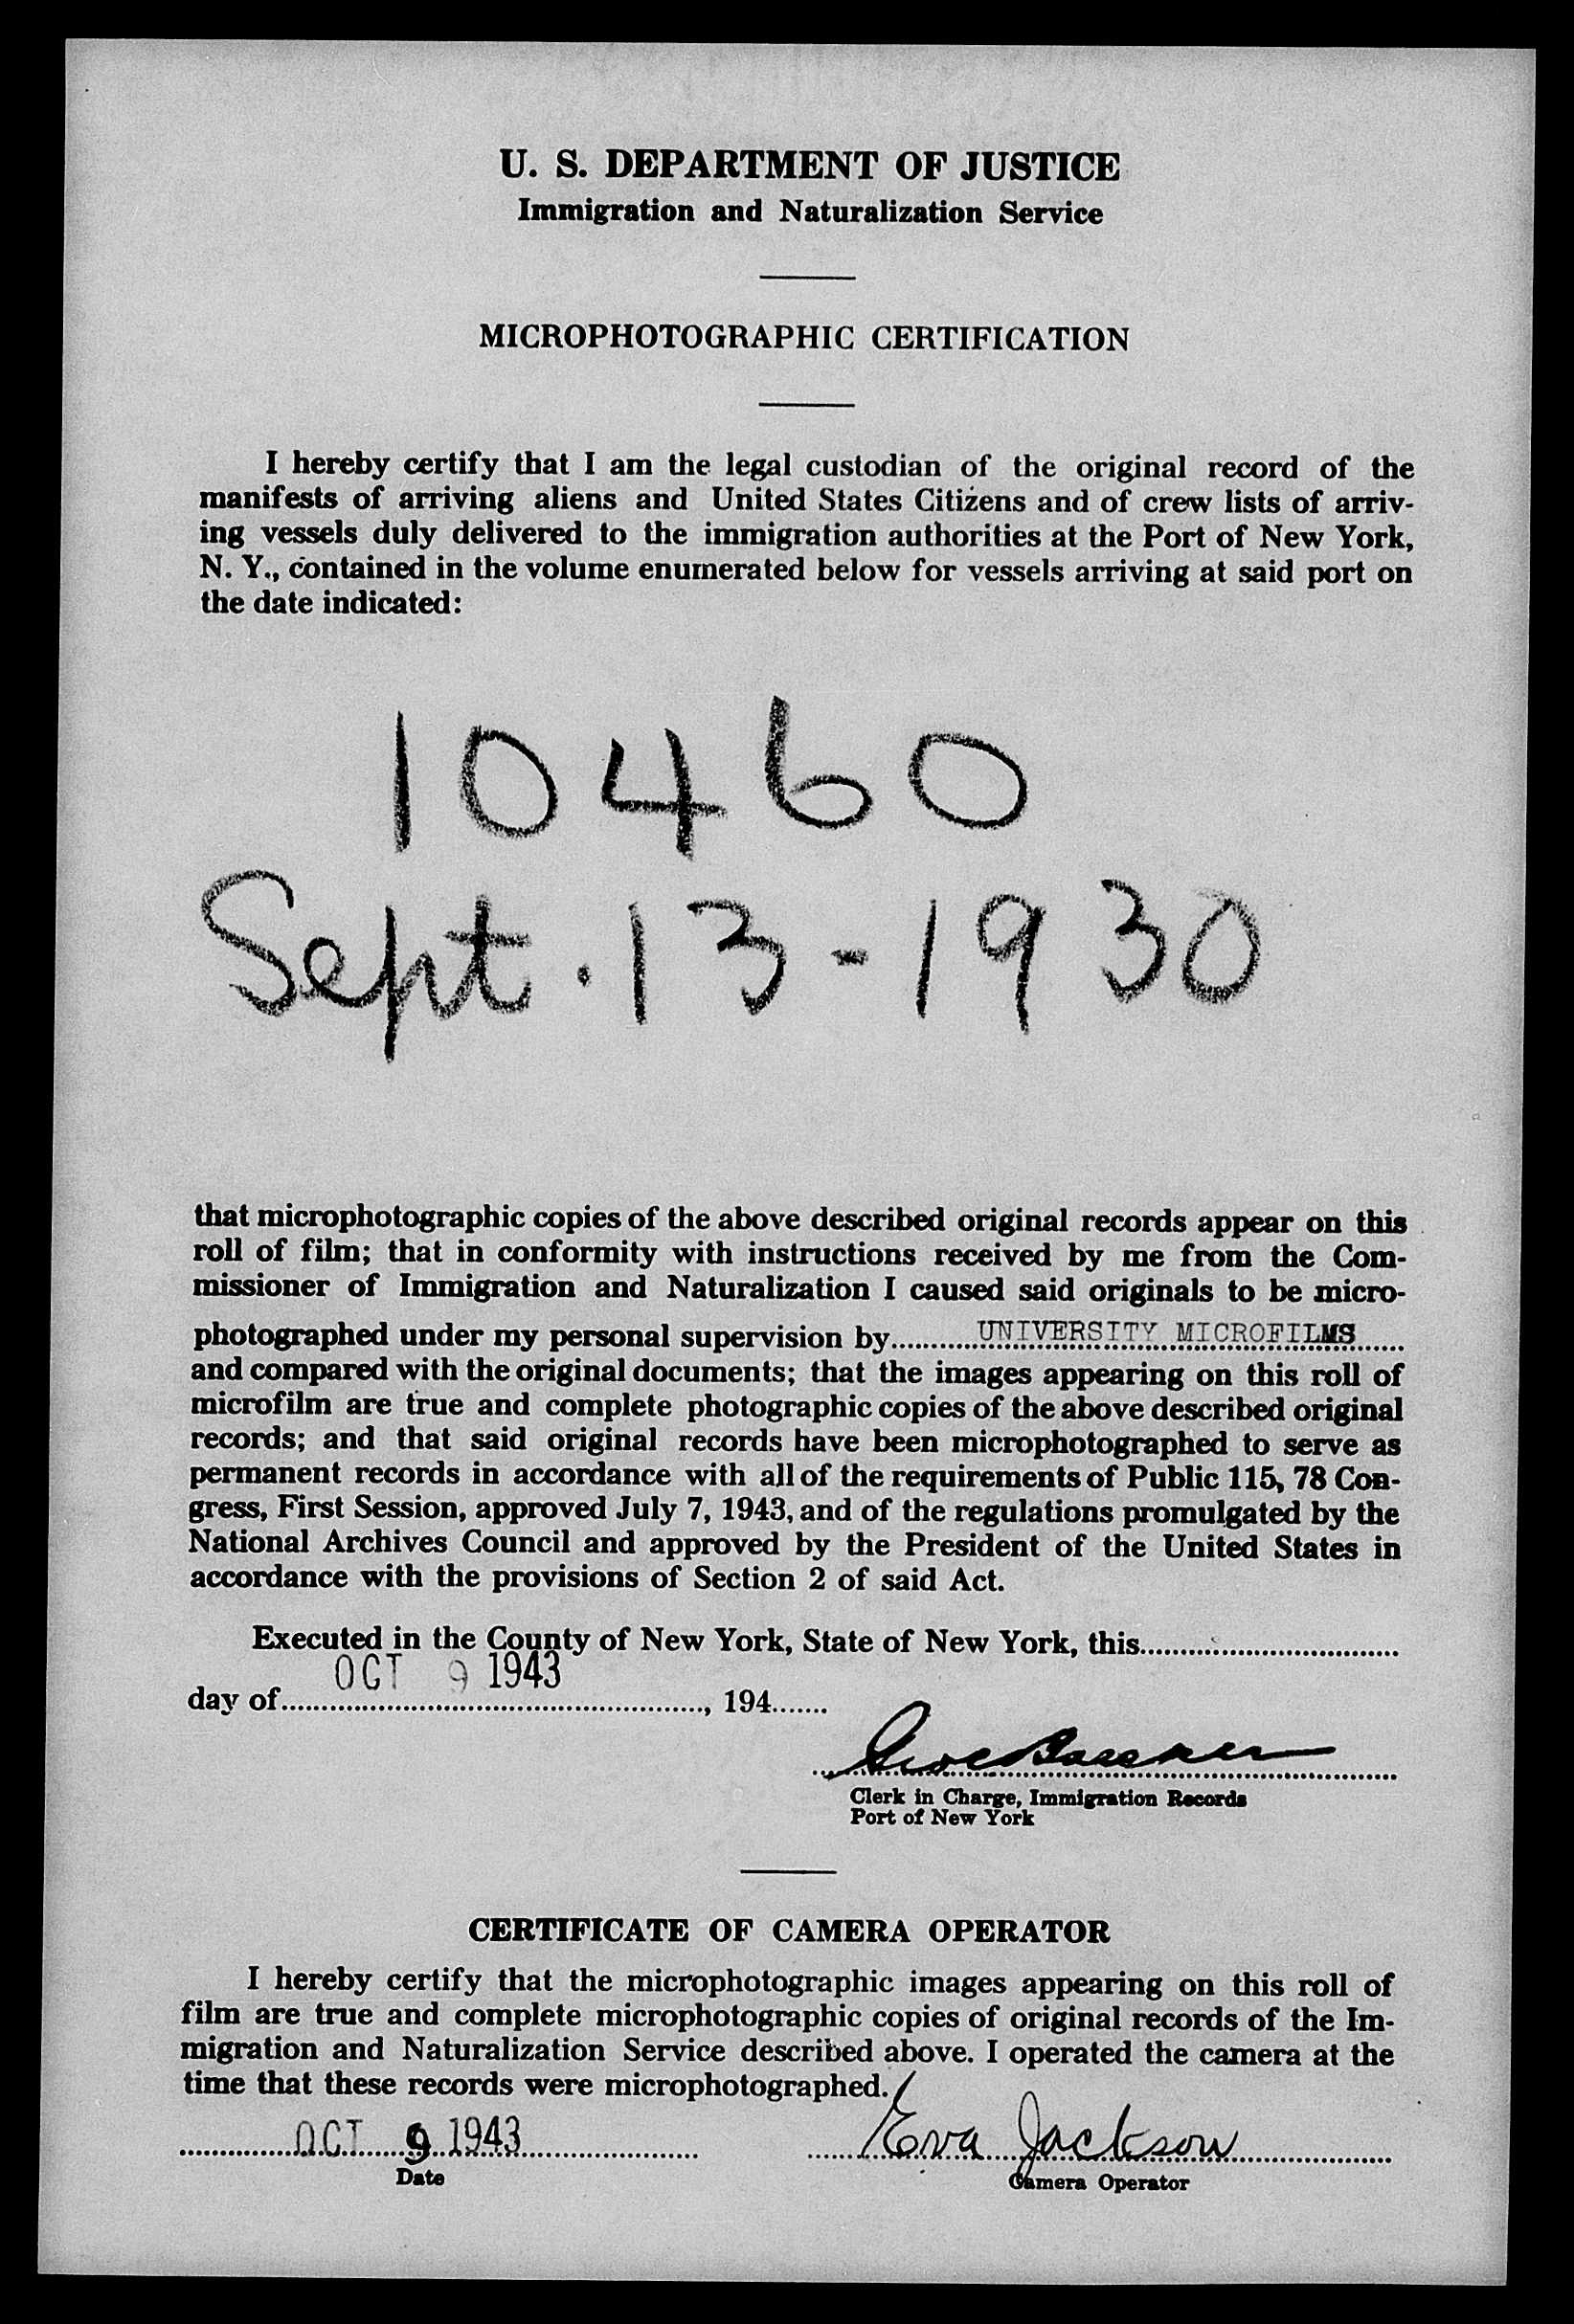 U. S. DEPARTMENT OF JUSTICE
Immigration and Naturalization Service
MICROPHOTOGRAPHIC CERTIFICATION
I hereby certify that I am the legal custodian of the original record of the
manifests of arriving aliens and United States Citizens and of crew lists of arriv-
ing vessels duly delivered to the immigration authorities at the Port of New York,
N. Y., contained in the volume enumerated below for vessels arriving at said port on
the date indicated:
10460
Sept. 13-1930
that microphotographic copies of the above described original records appear on this
roll of film; that in conformity with instructions received by me from the Com-
missioner of Immigration and Naturalization I caused said originals to be micro-
photographed under my personal supervision by..........UNIVERSITY MICROFILMS......
and compared with the original documents; that the images appearing on this roll of
microfilm are true and complete photographic copies of the above described original
records; and that said original records have been microphotographed to serve as
permanent records in accordance with all of the requirements of Public 115, 78 Con-
gress, First Session, approved July 7, 1943, and of the regulations promulgated by the
National Archives Council and approved by the President of the United States in
accordance with the provisions of Section 2 of said Act.
Executed in the County of New York, State of New York, this................................
OCT 9 1943
day of....................................................., 194.......
Clerk in Charge, Immigration Records
Port of New York
CERTIFICATE OF CAMERA OPERATOR
I hereby certify that the microphotographic images appearing on this roll of
film are true and complete microphotographic copies of original records of the Im-
migration and Naturalization Service described above. I operated the camera at the
time that these records were microphotographed.
OCT 9 1943 Eva Jackson
Date Camera Operator